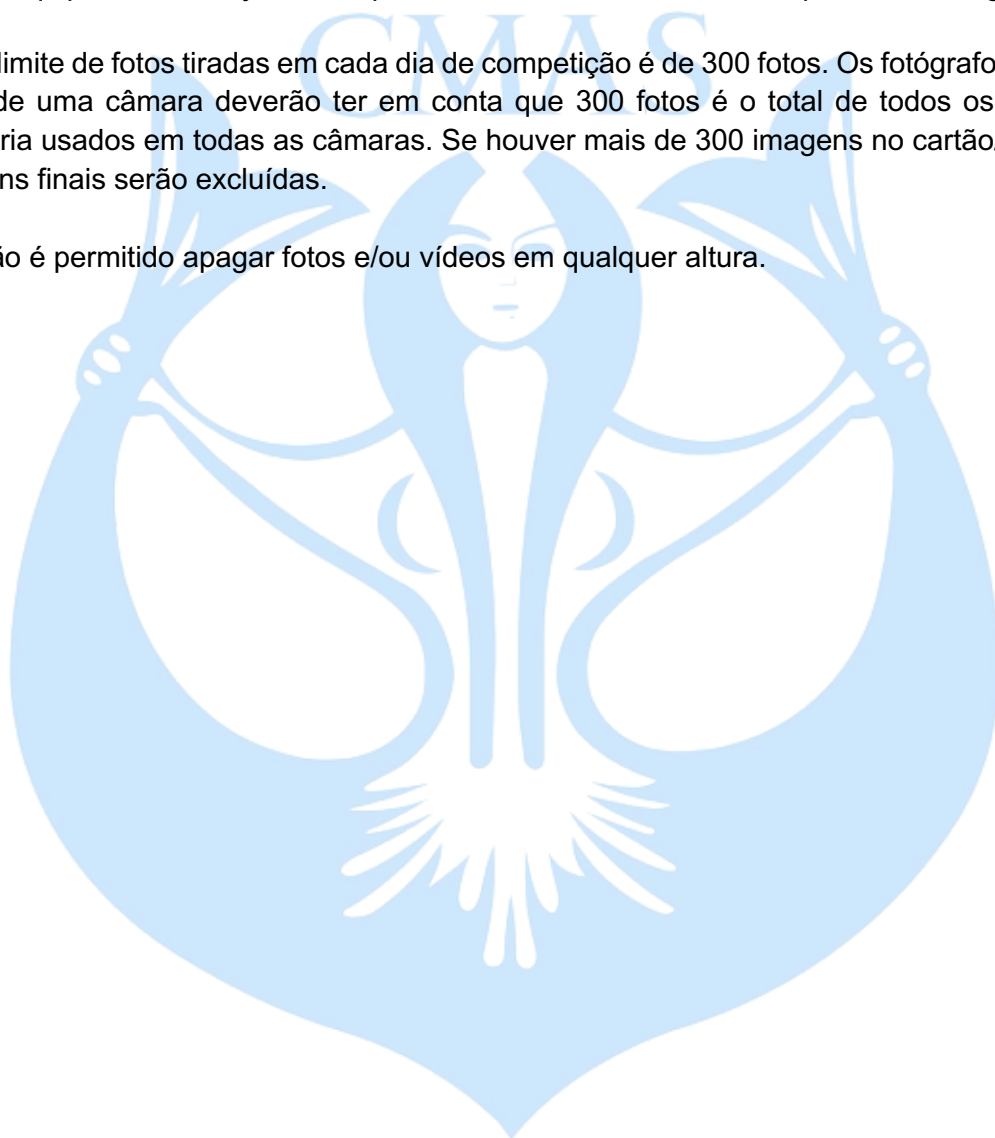 CMAS
limite de fotos tiradas em cada dia de competição é de 300 fotos. Os fotógrafo
de uma câmara deverão ter em conta que 300 fotos é o total de todos os
ria usados em todas as câmaras. Se houver mais de 300 imagens no cartão/
ns finais serão excluídas.
ão é permitido apagar fotos e/ou vídeos em qualquer altura.